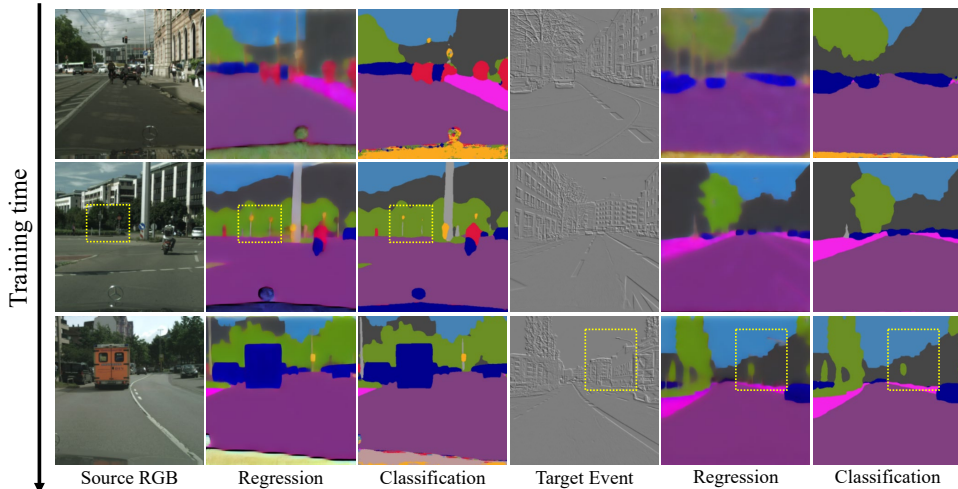 Training time
Source RGB
Regression
Classification
Target Event
Regression
Classification